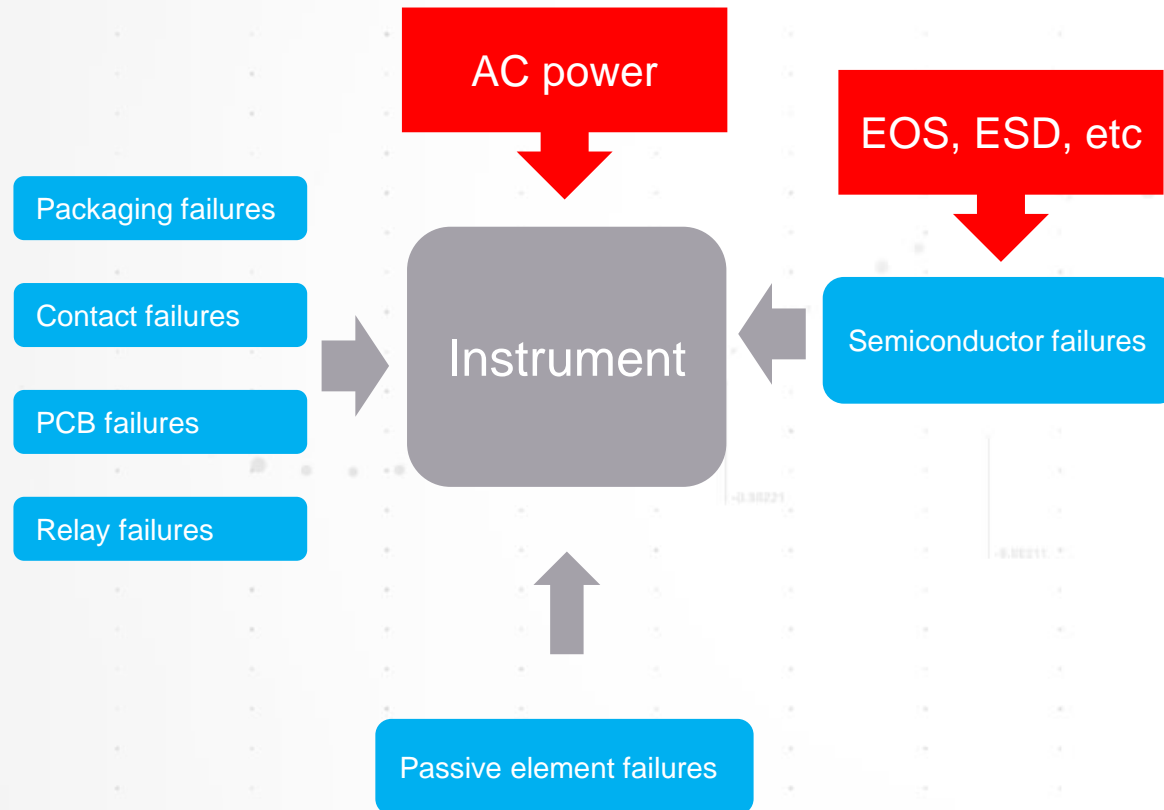 AC power
EOS, ESD, etc
Packaging failures
Contact failures
Instrument
Semiconductor failures
PCB failures
Relay failures
Passive element failures